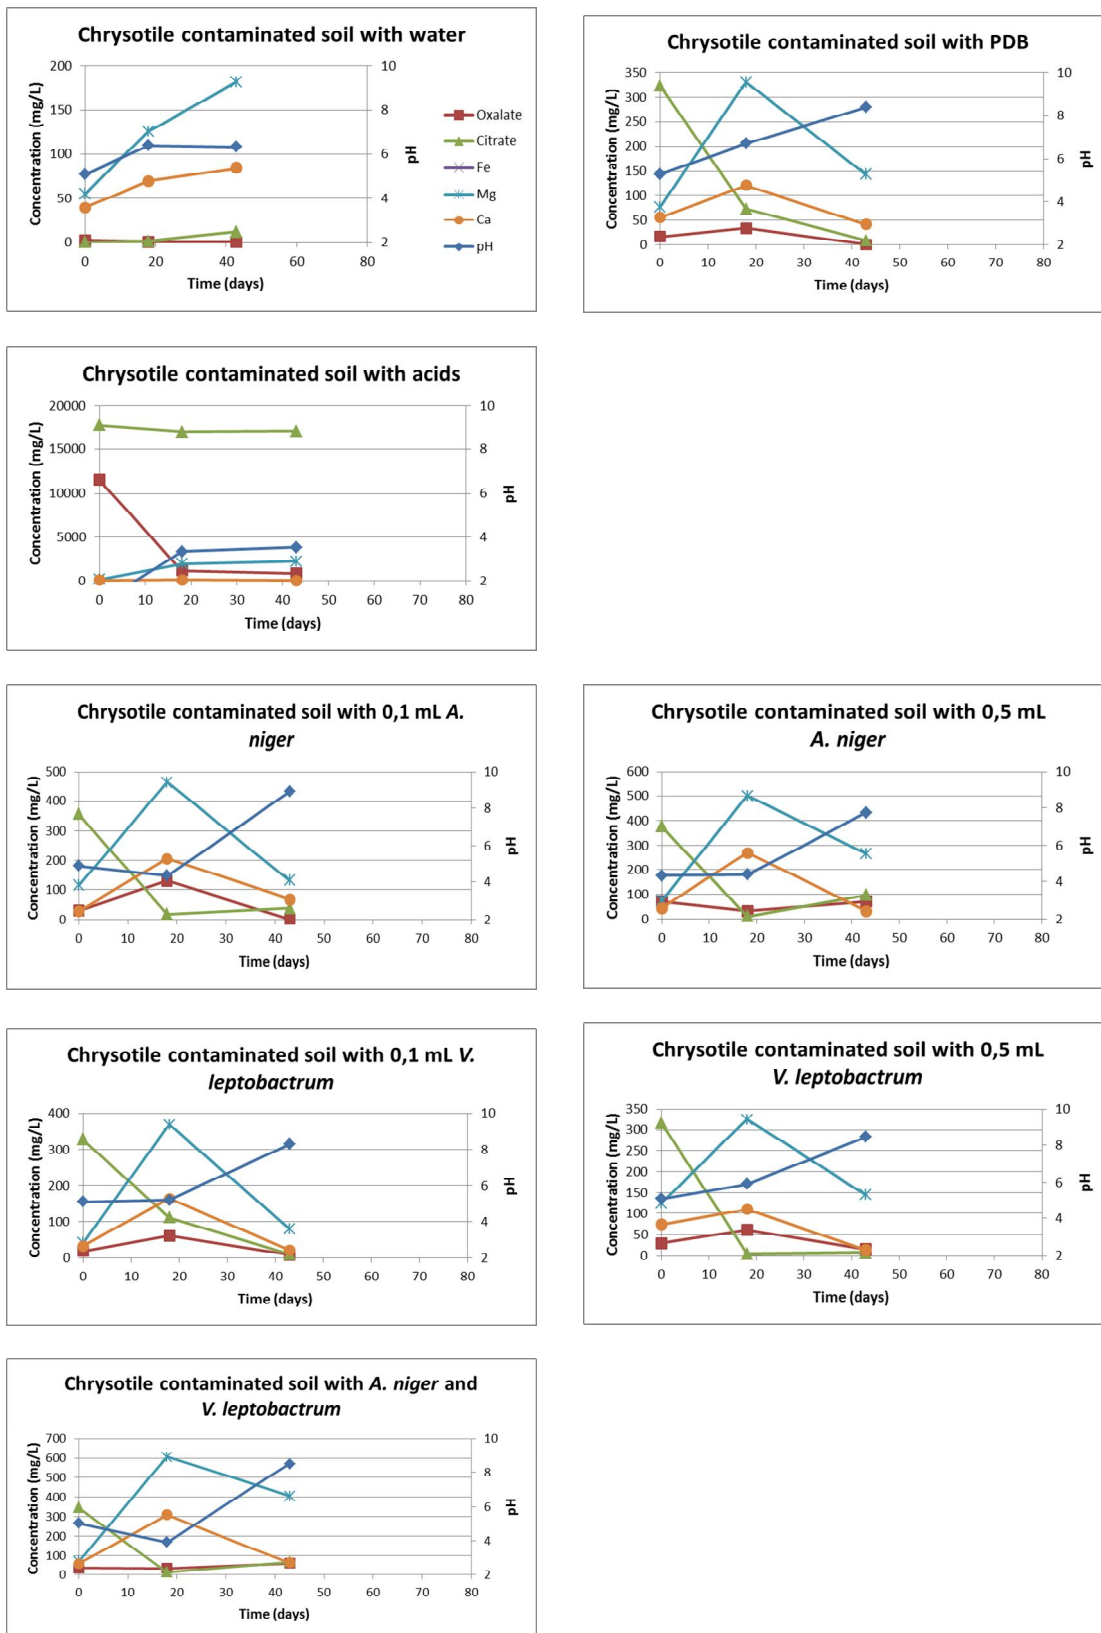 Chrysotile contaminated soil with water
Concentration (mg/L)
200
150
100
50
0
10
8
6
4
2
pH
0 20 40 60 80
Time (days)
Oxalate
Citrate
Fe
Mg
Ca
pH
Chrysotile contaminated soil with PDB
Concentration (mg/L)
350
300
250
200
150
100
50
0
10
8
6
4
2
pH
0 10 20 30 40 50 60 70 80
Time (days)
Chrysotile contaminated soil with acids
Concentration (mg/L)
20000
15000
10000
5000
0
10
8
6
4
2
pH
0 10 20 30 40 50 60 70 80
Time (days)
Chrysotile contaminated soil with 0,1 mL A.
niger
Concentration (mg/L)
500
400
300
200
100
0
10
8
6
4
2
pH
0 10 20 30 40 50 60 70 80
Time (days)
Chrysotile contaminated soil with 0,5 mL
A. niger
Concentration (mg/L)
600
500
400
300
200
100
0
10
8
6
4
2
pH
0 10 20 30 40 50 60 70 80
Time (days)
Chrysotile contaminated soil with 0,1 mL V.
leptobactrum
Concentration (mg/L)
400
300
200
100
0
10
8
6
4
2
pH
0 10 20 30 40 50 60 70 80
Time (days)
Chrysotile contaminated soil with 0,5 mL
V. leptobactrum
Concentration (mg/L)
350
300
250
200
150
100
50
0
10
8
6
4
2
pH
0 10 20 30 40 50 60 70 80
Time (days)
Chrysotile contaminated soil with A. niger and
V. leptobactrum
Concentration (mg/L)
700
600
500
400
300
200
100
0
10
8
6
4
2
pH
0 10 20 30 40 50 60 70 80
Time (days)